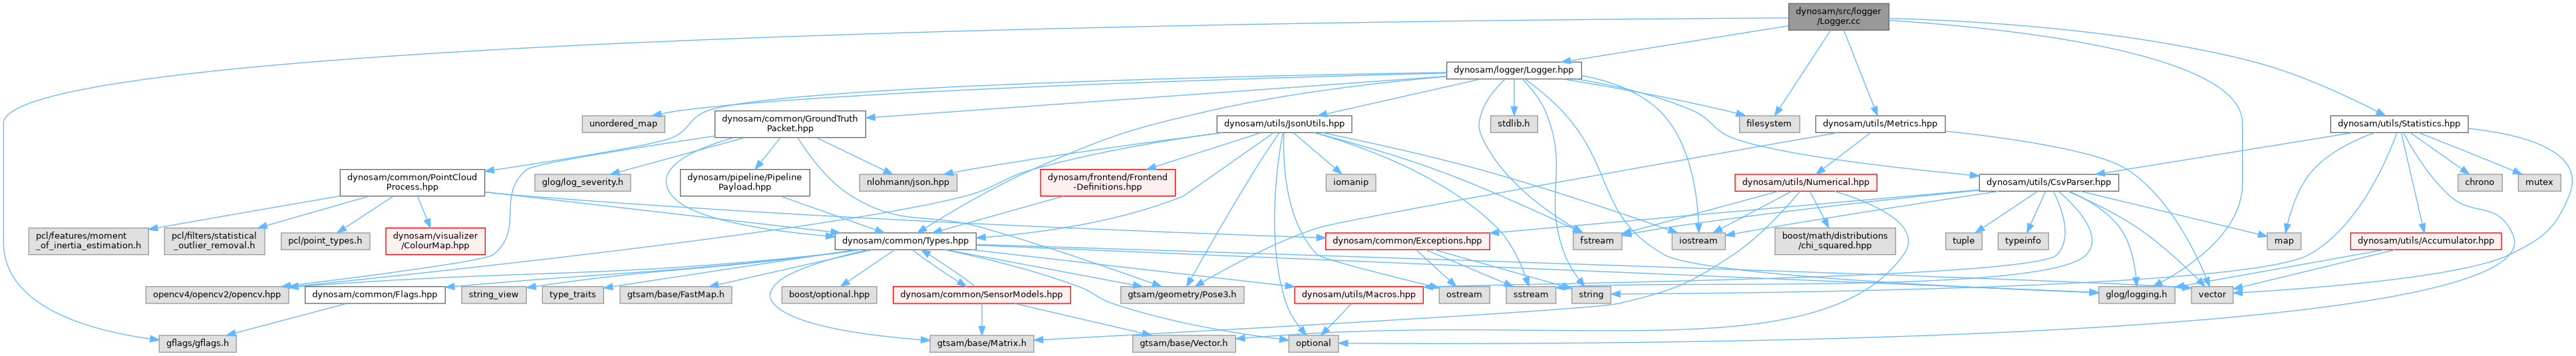 dynosam/src/logger
/Logger.cc
dynosam/logger/Logger.hpp
unordered_map
dynosam/common/GroundTruth
Packet.hpp
dynosam/utils/JsonUtils.hpp
stdlib.h
filesystem
dynosam/utils/Metrics.hpp
dynosam/utils/Statistics.hpp
dynosam/common/PointCloud
Process.hpp
glog/log_severity.h
dynosam/pipeline/Pipeline
Payload.hpp
nlohmann/json.hpp
dynosam/frontend/Frontend
-Definitions.hpp
iomanip
dynosam/utils/Numerical.hpp
dynosam/utils/CsvParser.hpp
chrono
mutex
pcl/features/moment
_of_inertia_estimation.h
pcl/filters/statistical
_outlier_removal.h
pcl/point_types.h
dynosam/visualizer
/ColourMap.hpp
dynosam/common/Types.hpp
dynosam/common/Exceptions.hpp
fstream
iostream
boost/math/distributions
/chi_squared.hpp
tuple
typeinfo
map
dynosam/utils/Accumulator.hpp
opencv4/opencv2/opencv.hpp
dynosam/common/Flags.hpp
string_view
type_traits
gtsam/base/FastMap.h
boost/optional.hpp
dynosam/common/SensorModels.hpp
gtsam/geometry/Pose3.h
dynosam/utils/Macros.hpp
ostream
sstream
string
glog/logging.h
vector
gflags/gflags.h
gtsam/base/Matrix.h
gtsam/base/Vector.h
optional